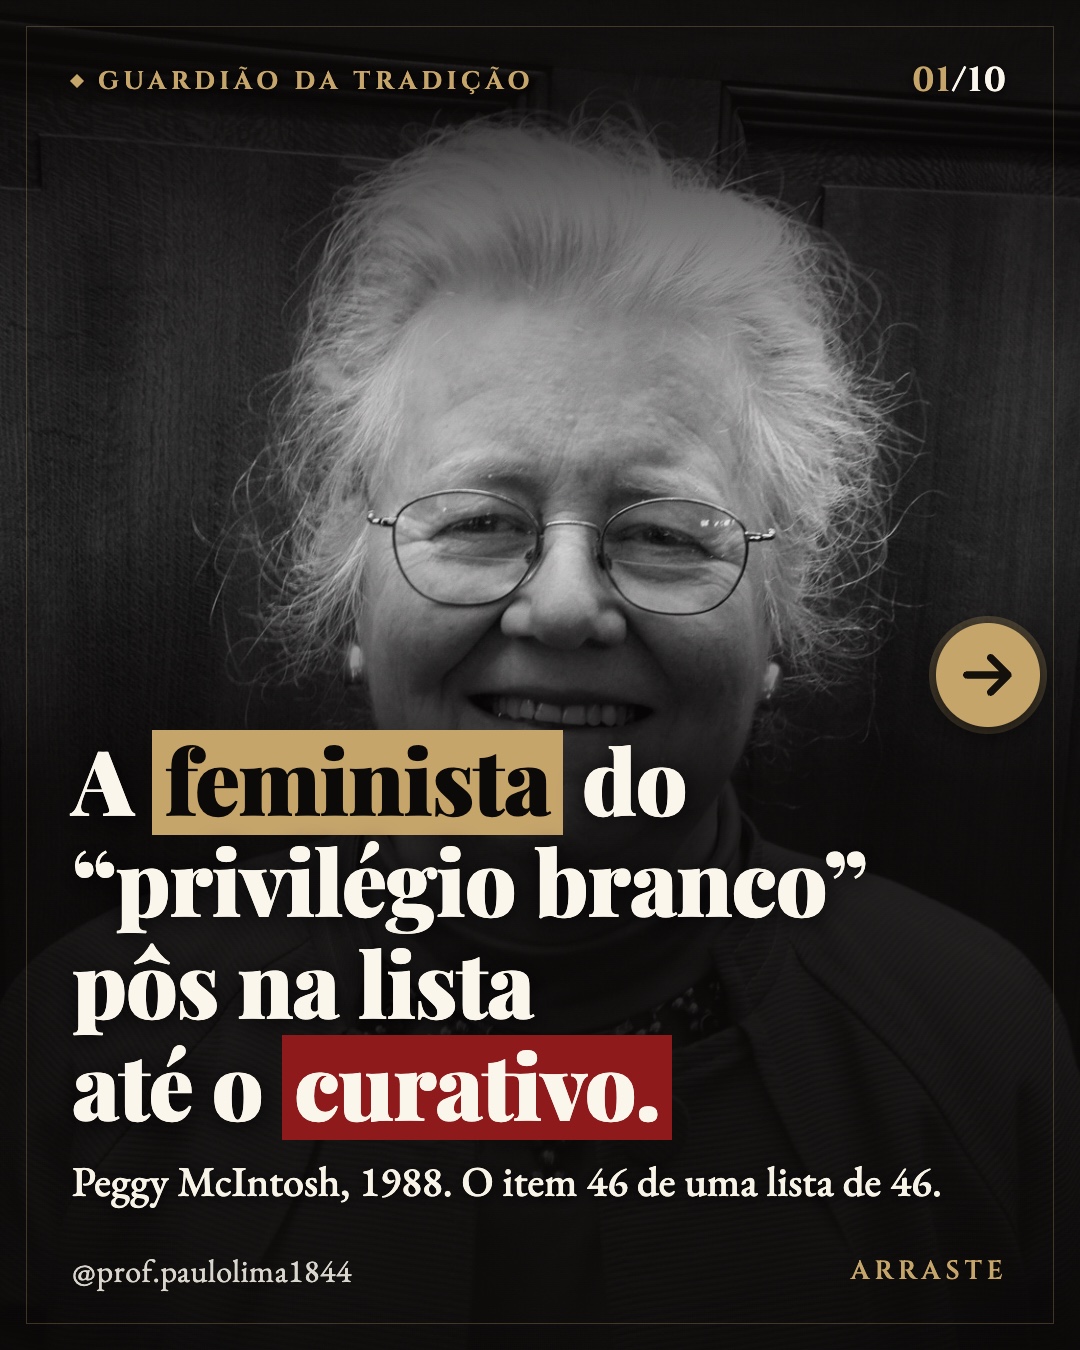 GUARDIÃO DA TRADIÇÃO
01/10
A feminista do
“privilégio branco”
pôs na lista
até o curativo.
Peggy McIntosh, 1988. O item 46 de uma lista de 46.
@prof.paulolima1844
ARRASTE